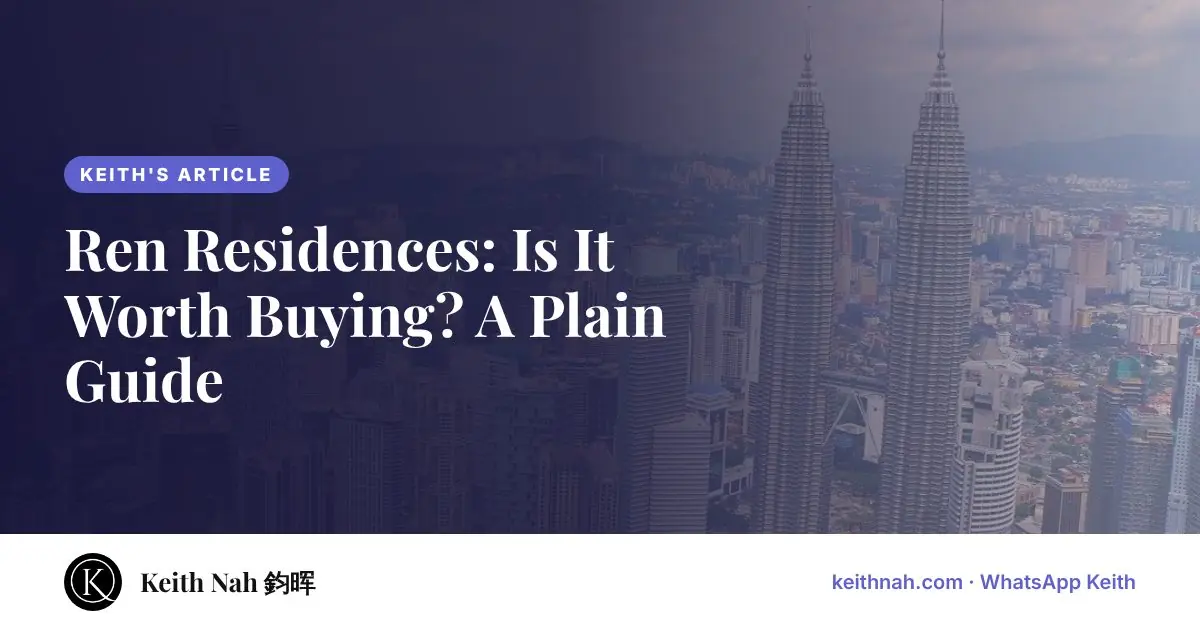 KEITH'S ARTICLE
Ren Residences: Is It
Worth Buying? A Plain
Guide
K
Keith Nah 鈞晖
keithnah.com · WhatsApp Keith